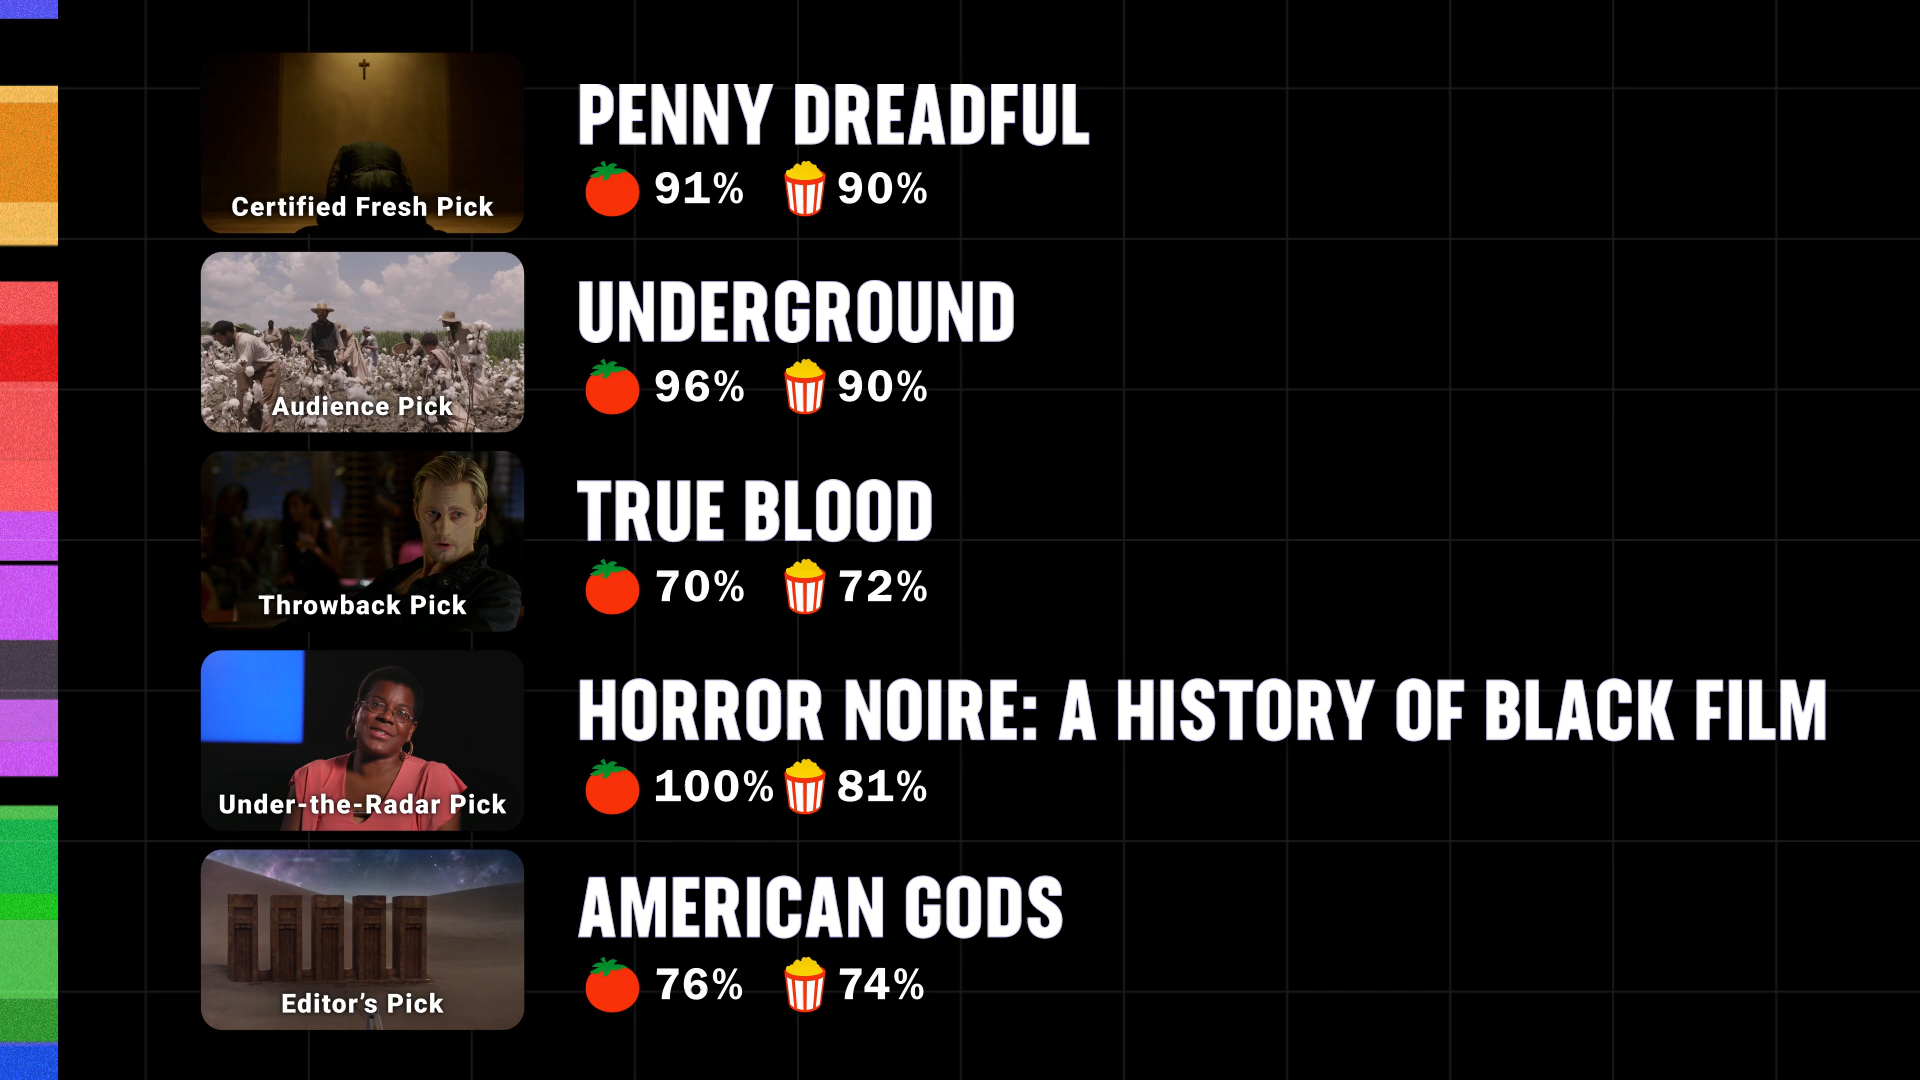 Certified Fresh Pick
PENNY DREADFUL
91% 90%
Audience Pick
UNDERGROUND
96% 90%
Throwback Pick
TRUE BLOOD
70% 72%
Under-the-Radar Pick
HORROR NOIRE: A HISTORY OF BLACK FILM
100% 81%
Editor’s Pick
AMERICAN GODS
76% 74%